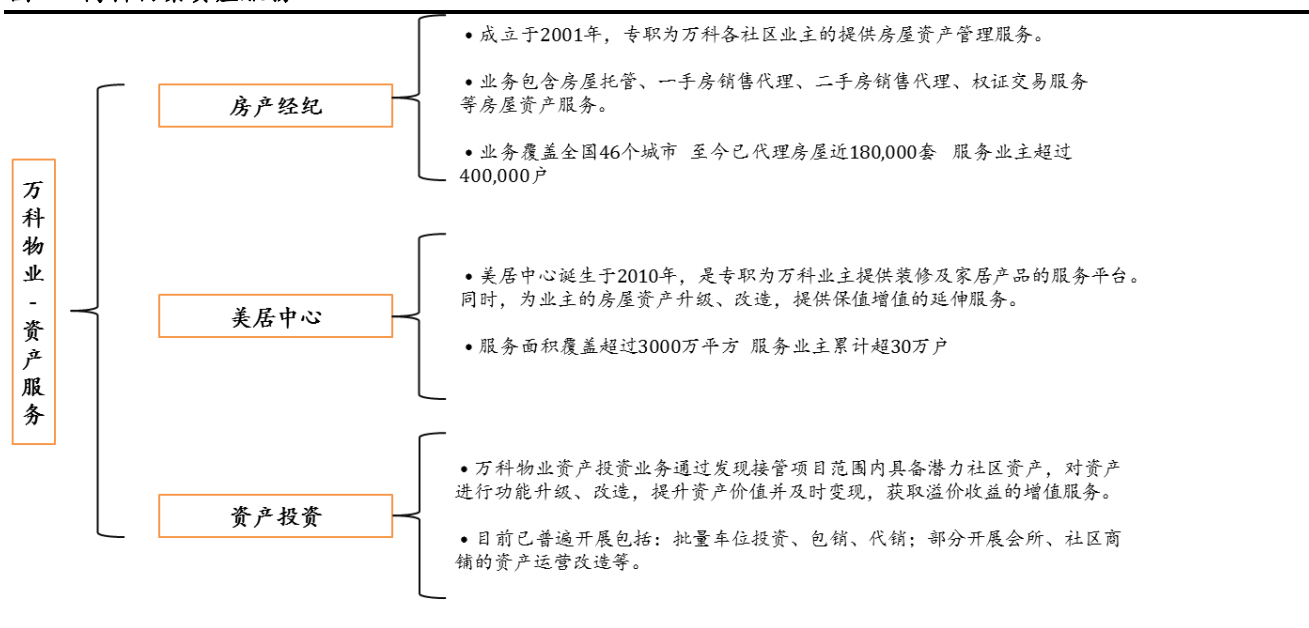 万科物业-资产服务
房产经纪
• 成立于2001年，专职为万科各社区业主的提供房屋资产管理服务。
• 业务包含房屋托管、一手房销售代理、二手房销售代理、权证交易服务
等房屋资产服务。
• 业务覆盖全国46个城市 至今已代理房屋近180,000套 服务业主超过
400,000户
美居中心
• 美居中心诞生于2010年，是专职为万科业主提供装修及家居产品的服务平台。
同时，为业主的房屋资产升级、改造，提供保值增值的延伸服务。
• 服务面积覆盖超过3000万平方 服务业主累计超30万户
资产投资
• 万科物业资产投资业务通过发现接管项目范围内具备潜力社区资产，对资产
进行功能升级、改造，提升资产价值并及时变现，获取溢价收益的增值服务。
• 目前已普遍开展包括：批量车位投资、包销、代销；部分开展会所、社区商
铺的资产运营改造等。